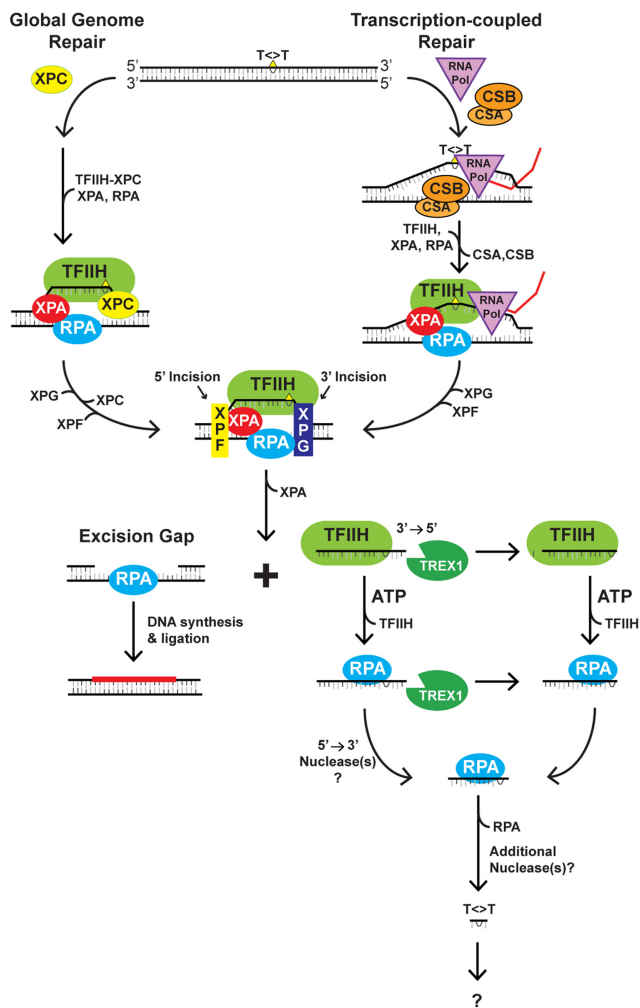 Global Genome
Repair
Transcription-coupled
Repair
XPC
T<>T
5’
3’
3’
5’
RNA
Pol
CSB
CSA
T<>T
RNA
Pol
CSB
CSA
TFIIH-XPC
XPA, RPA
TFIIH,
XPA, RPA
CSA,CSB
TFIIH
XPA
XPC
RPA
TFIIH
RNA
Pol
XPA
RPA
5’ Incision
3’ Incision
TFIIH
XPG
XPC
XPF
XPF
XPA
RPA
XPG
XPG
XPF
XPA
Excision Gap
RPA
+
TFIIH
3’ → 5’
TREX1
TFIIH
DNA synthesis
& ligation
ATP
TFIIH
ATP
TFIIH
RPA
TREX1
RPA
5’ → 3’
Nuclease(s)
?
RPA
RPA
Additional
Nuclease(s)?
T<>T
?